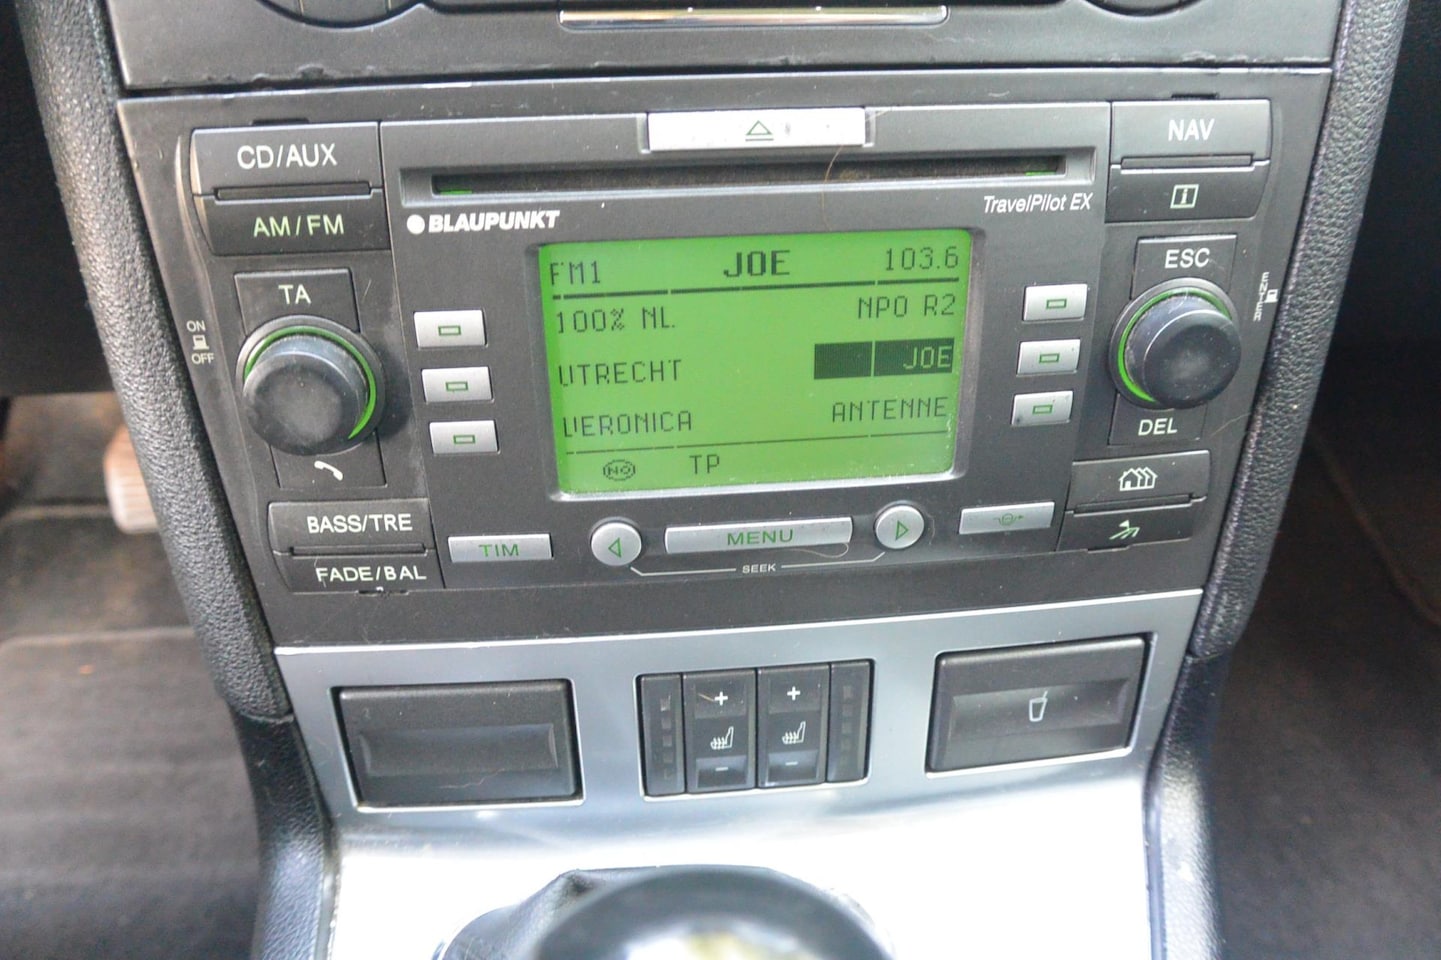 CD/AUX
NAV
AM/FM
BLAUPUNKT
TravelPilot EX
TA
ESC
FM1 JOE 103.6
100% NL
NPO R2
UTRECHT
JOE
VERONICA
ANTENNE
TP
ON
OFF
ENTER
DEL
BASS/TRE
FADE/BAL
TIM
MENU
SEEK
+ +
- -